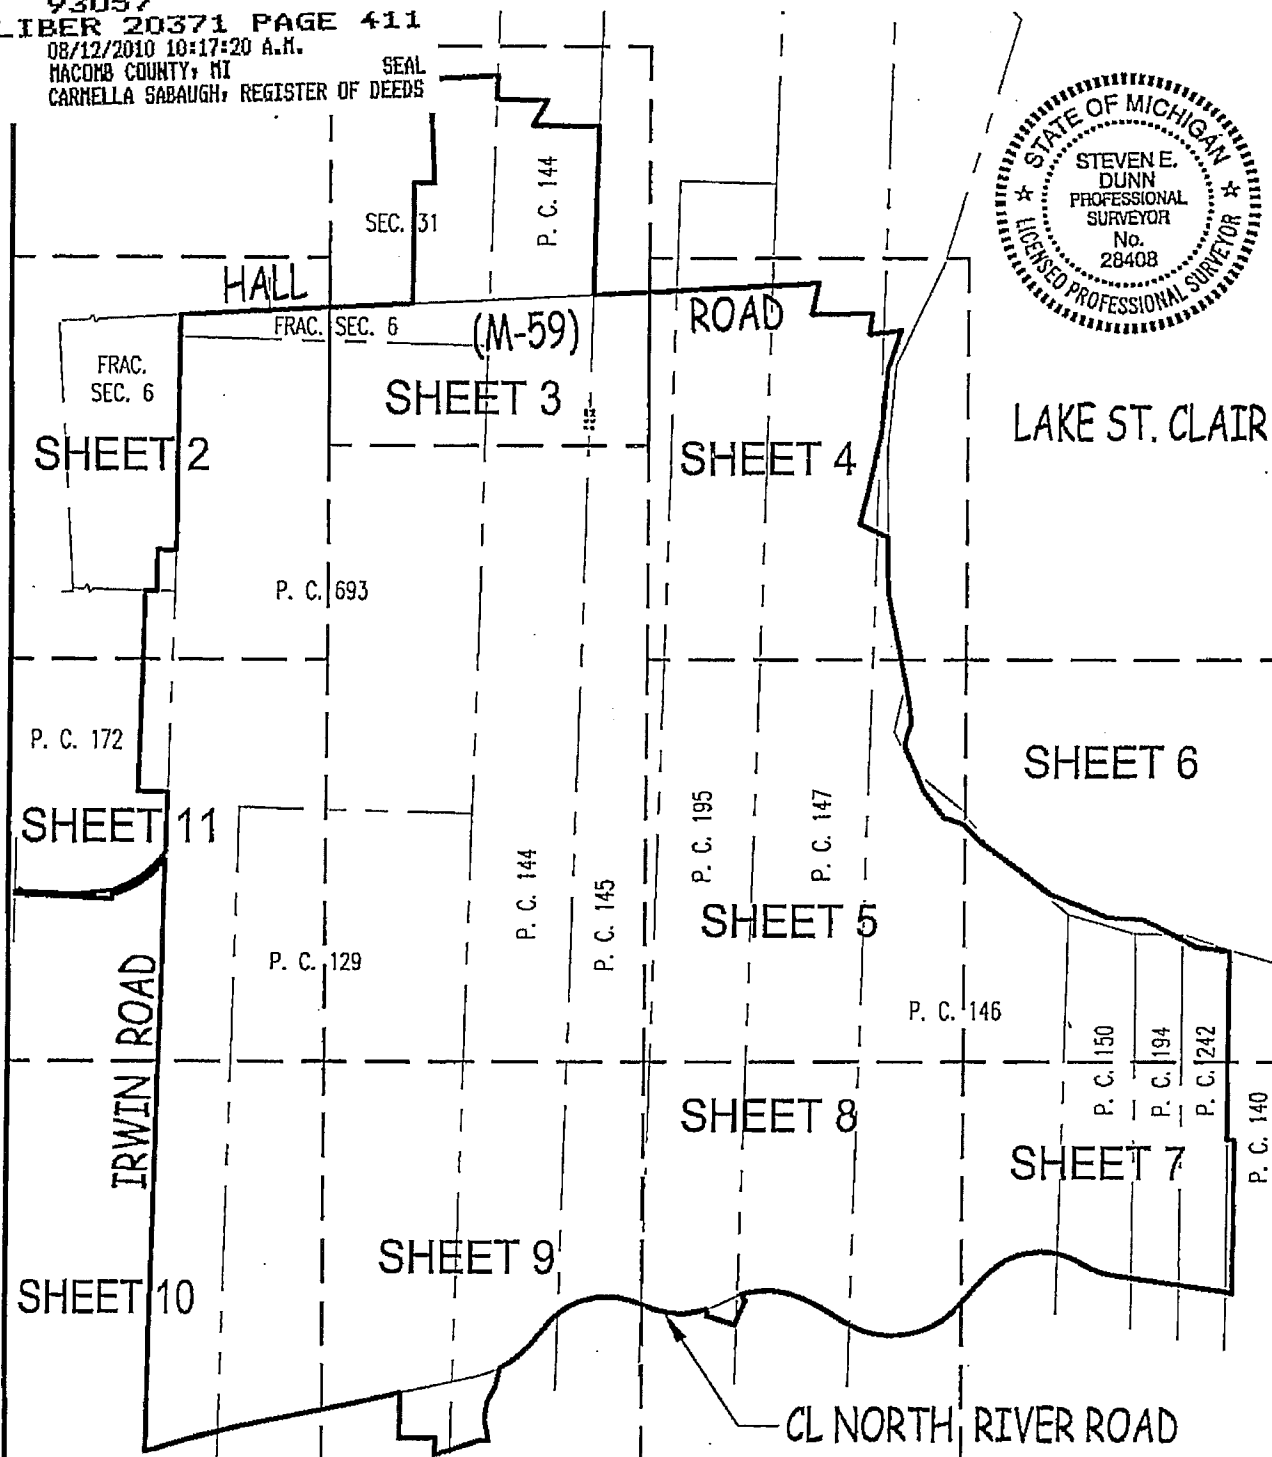 93057
LIBER 20371 PAGE 411
08/12/2010 10:17:20 A.M.
MACOMB COUNTY, MI SEAL
CARMELLA SABAUGH, REGISTER OF DEEDS
STATE OF MICHIGAN
STEVEN E.
DUNN
PROFESSIONAL
SURVEYOR
No.
28408
LICENSED PROFESSIONAL SURVEYOR
P. C. 144
SEC. 31
HALL
ROAD
(M-59)
FRAC. SEC. 6
FRAC.
SEC. 6
SHEET 3
LAKE ST. CLAIR
SHEET 2
SHEET 4
P. C. 693
P. C. 172
SHEET 6
SHEET 11
P. C. 195
P. C. 147
P. C. 144
P. C. 145
SHEET 5
P. C. 129
P. C. 146
IRWIN ROAD
P. C. 150
P. C. 194
P. C. 242
P. C. 140
SHEET 8
SHEET 7
SHEET 9
SHEET 10
CL NORTH RIVER ROAD